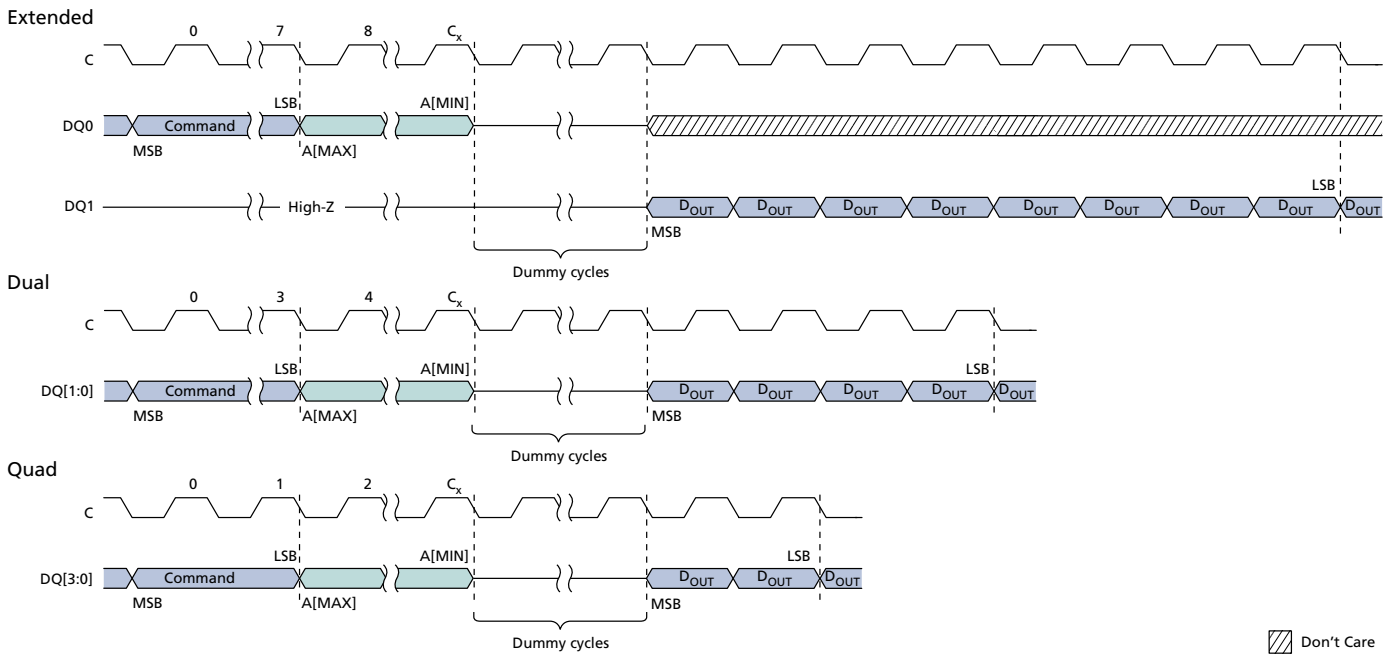 Extended
0 7 8 Cx
C
LSB A[MIN]
DQ0 Command
MSB A[MAX]
LSB
DQ1 High-Z DOUT DOUT DOUT DOUT DOUT DOUT DOUT DOUT DOUT
MSB
Dummy cycles
Dual
0 3 4 Cx
C
LSB A[MIN] LSB
DQ[1:0] Command DOUT DOUT DOUT DOUT DOUT
MSB A[MAX] MSB
Dummy cycles
Quad
0 1 2 Cx
C
LSB A[MIN] LSB
DQ[3:0] Command DOUT DOUT DOUT
MSB A[MAX] MSB
Dummy cycles
Don't Care